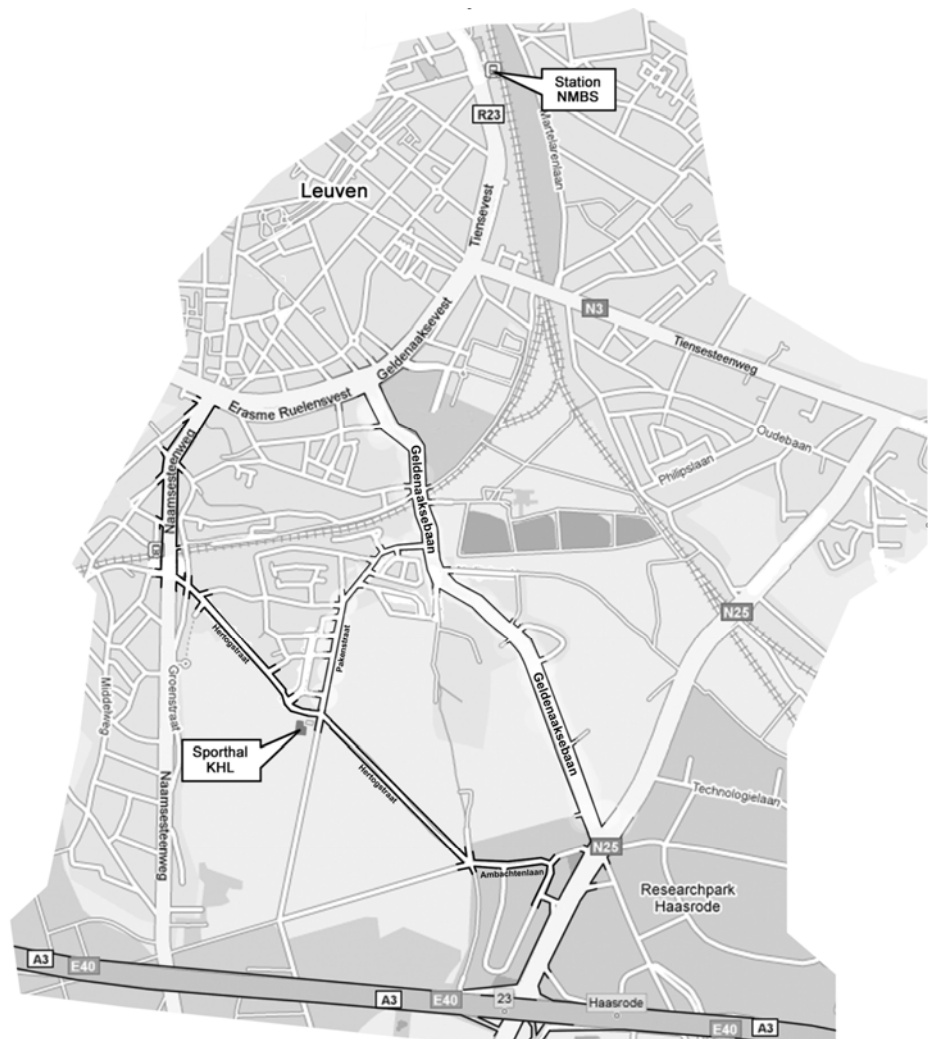 Station
NMBS
R23
Martelarenlaan
Leuven
Tiensevest
N3
Geldenaaksevest
Tiensesteenweg
Erasme Ruelensvest
Oudebaan
Naamsesteenweg
Philipslaan
Geldenaaksebaan
N25
Hertogstraat
Pakenstraat
Groenstraat
Middelweg
Geldenaaksebaan
Sporthal
KHL
Hertogstraat
Technologielaan
Naamsesteenweg
N25
Ambachtenlaan
Researchpark
Haasrode
A3
E40
A3
E40
23
Haasrode
E40
A3